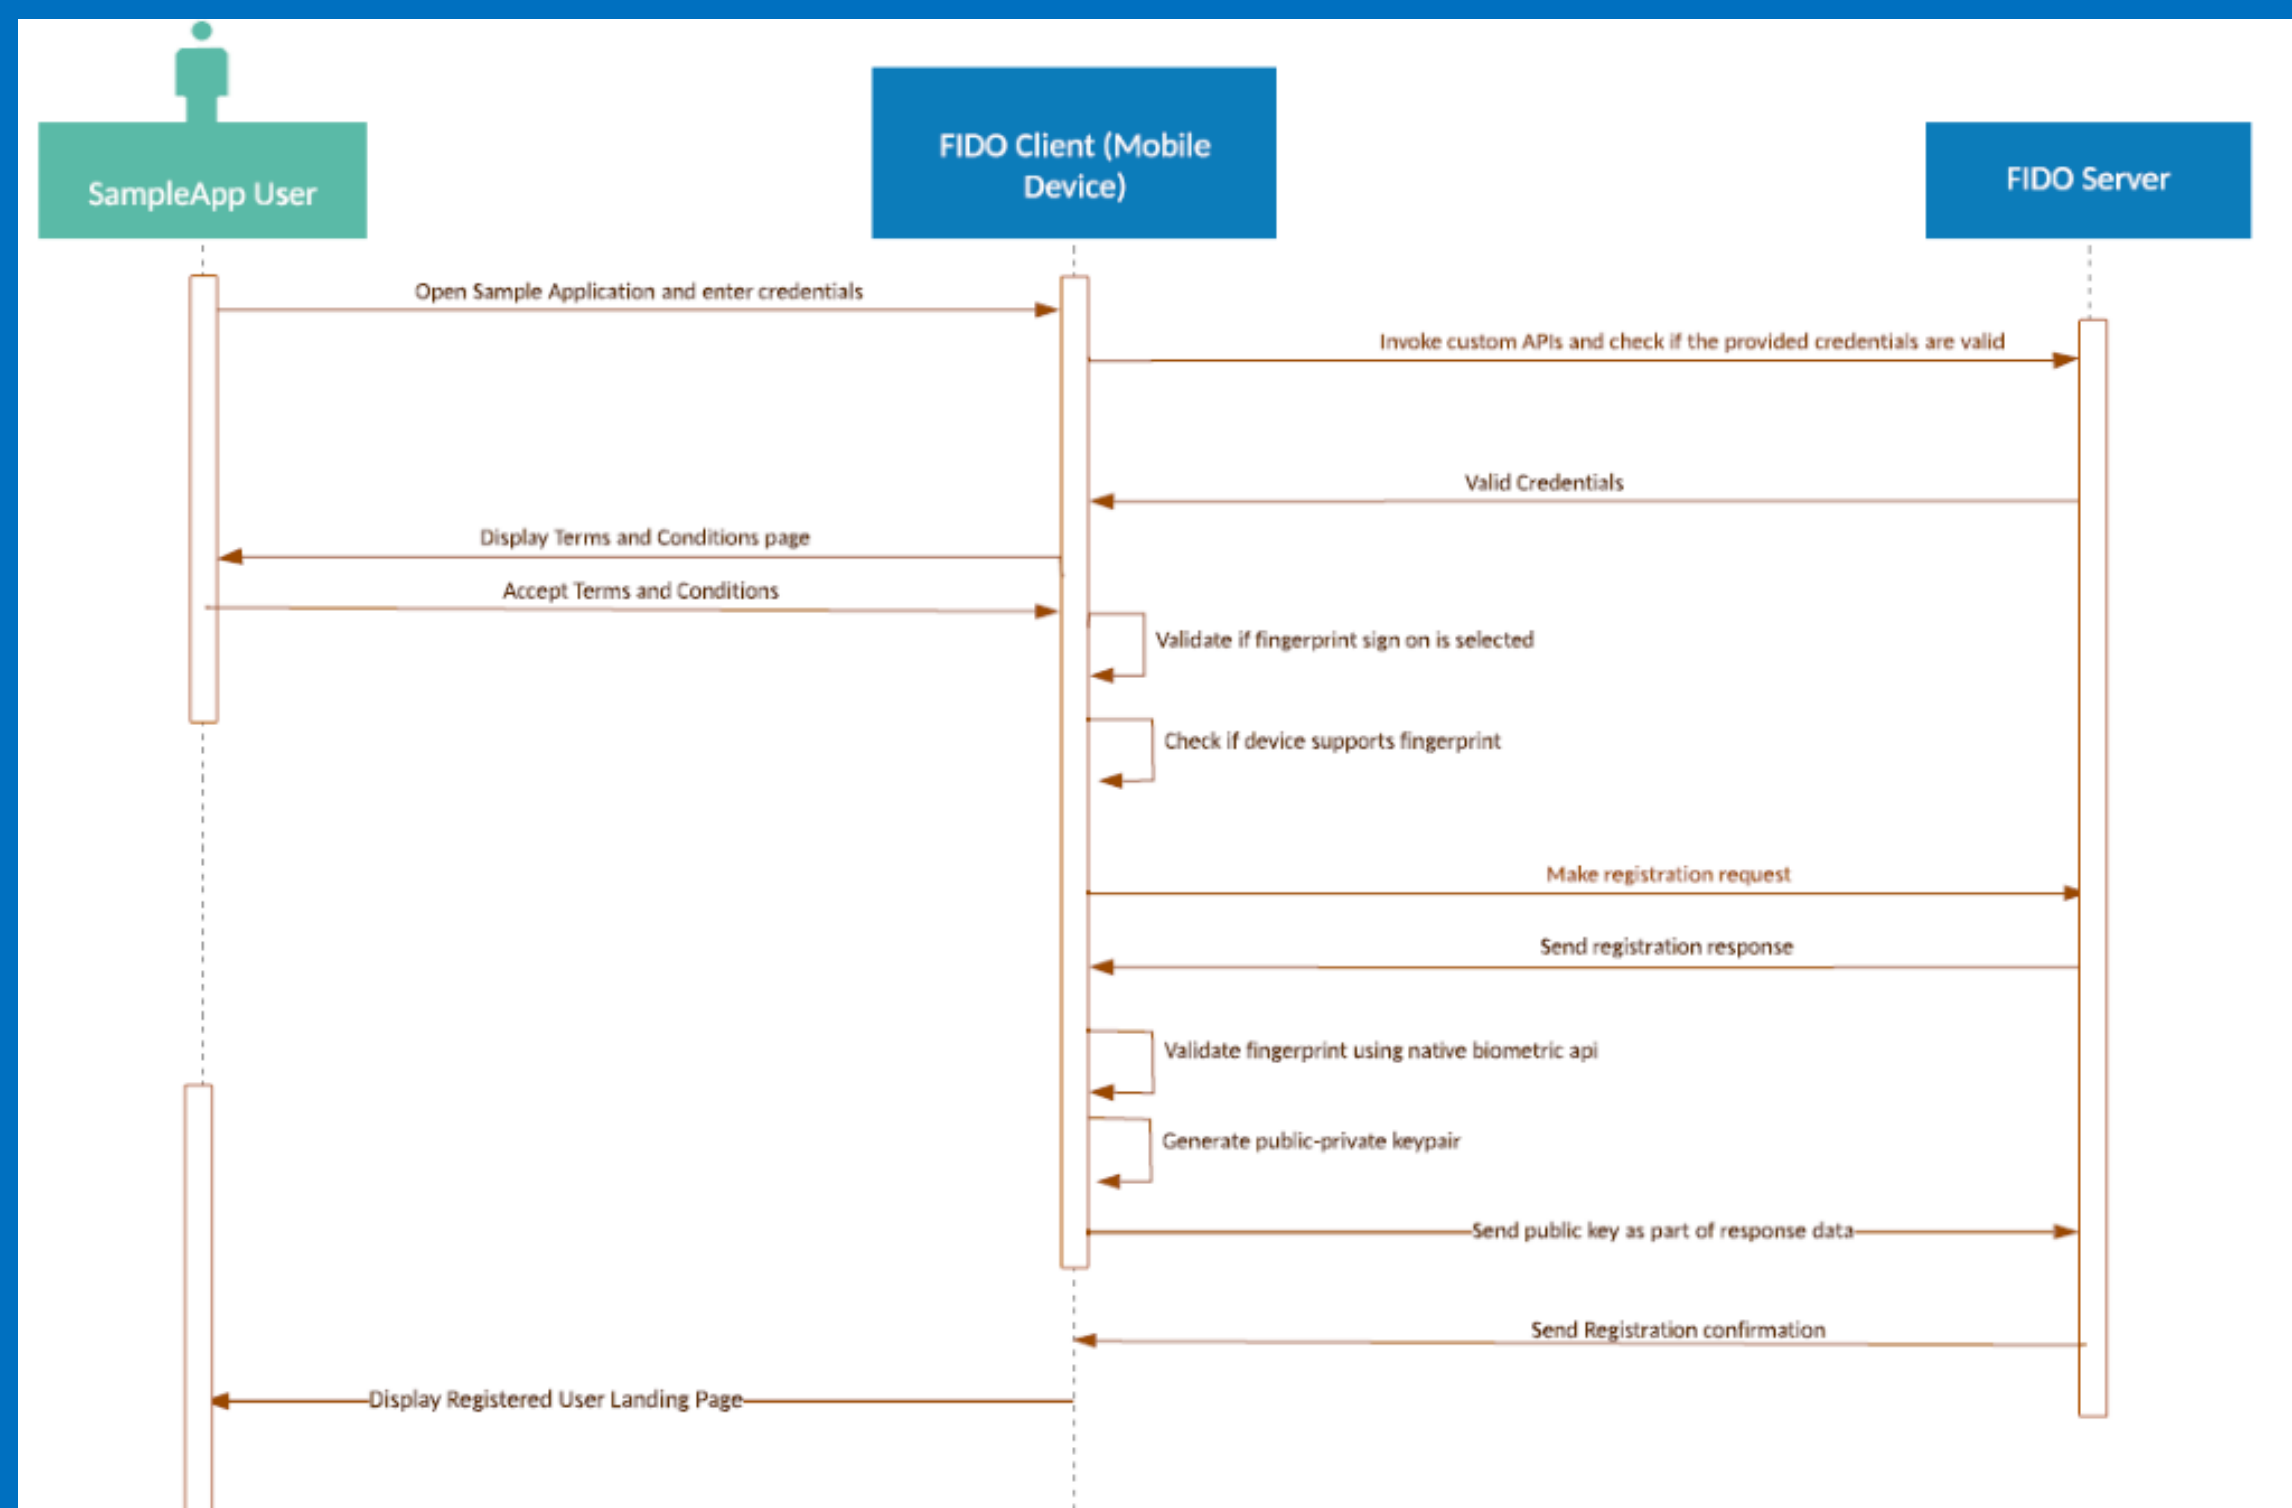 SampleApp User
FIDO Client (Mobile
Device)
FIDO Server
Open Sample Application and enter credentials
Invoke custom APIs and check if the provided credentials are valid
Valid Credentials
Display Terms and Conditions page
Accept Terms and Conditions
Validate if fingerprint sign on is selected
Check if device supports fingerprint
Make registration request
Send registration response
Validate fingerprint using native biometric api
Generate public-private keypair
Send public key as part of response data
Send Registration confirmation
Display Registered User Landing Page